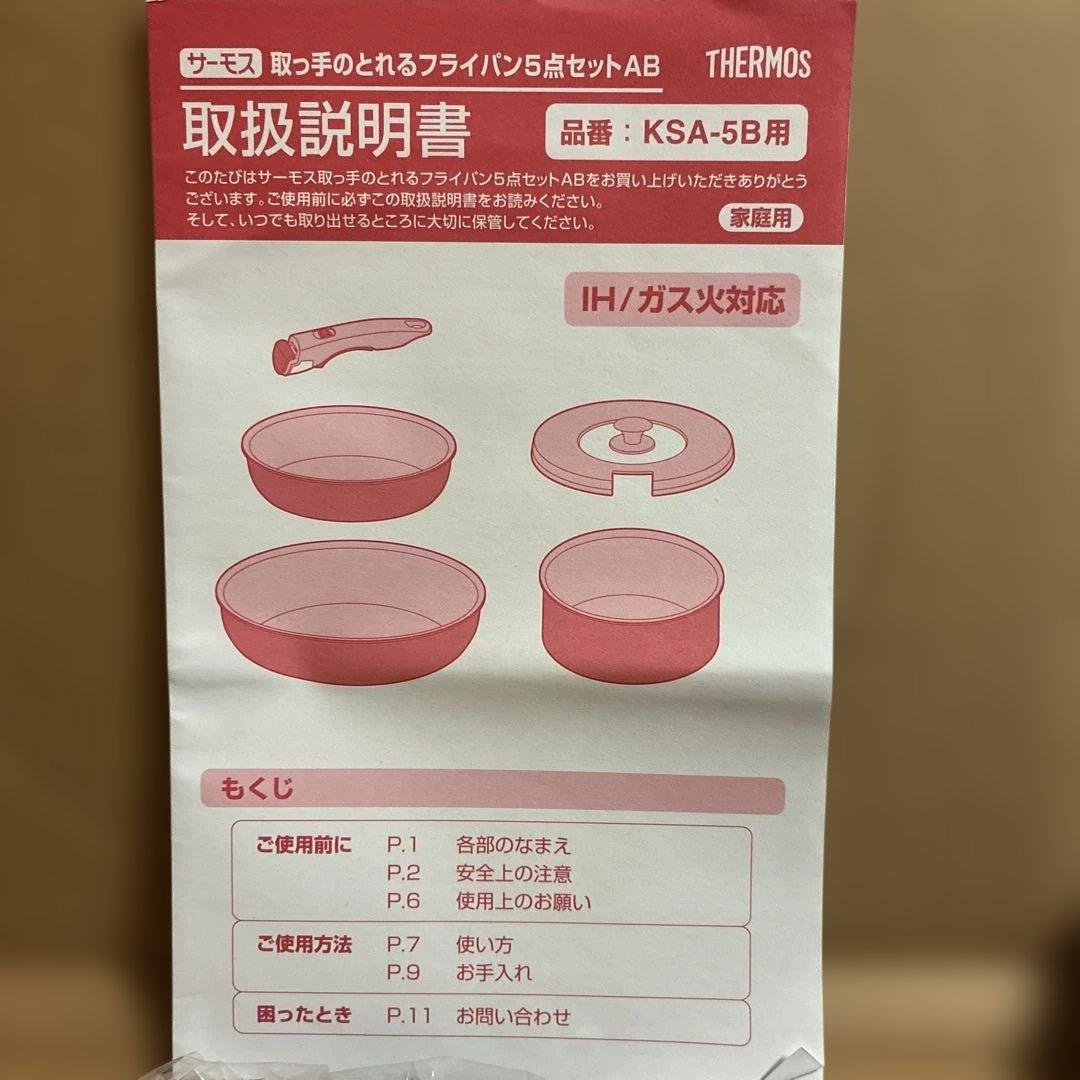 サーモス 取っ手のとれるフライパン5点セットAB THERMOS
取扱説明書 品番：KSA-5B用
このたびはサーモス取っ手のとれるフライパン5点セットABをお買い上げいただきありがとう
ございます。ご使用前に必ずこの取扱説明書をお読みください。
そして、いつでも取り出せるところに大切に保管してください。
家庭用
IH/ガス火対応
もくじ
ご使用前に P.1 各部のなまえ
P.2 安全上の注意
P.6 使用上のお願い
ご使用方法 P.7 使い方
P.9 お手入れ
困ったとき P.11 お問い合わせ